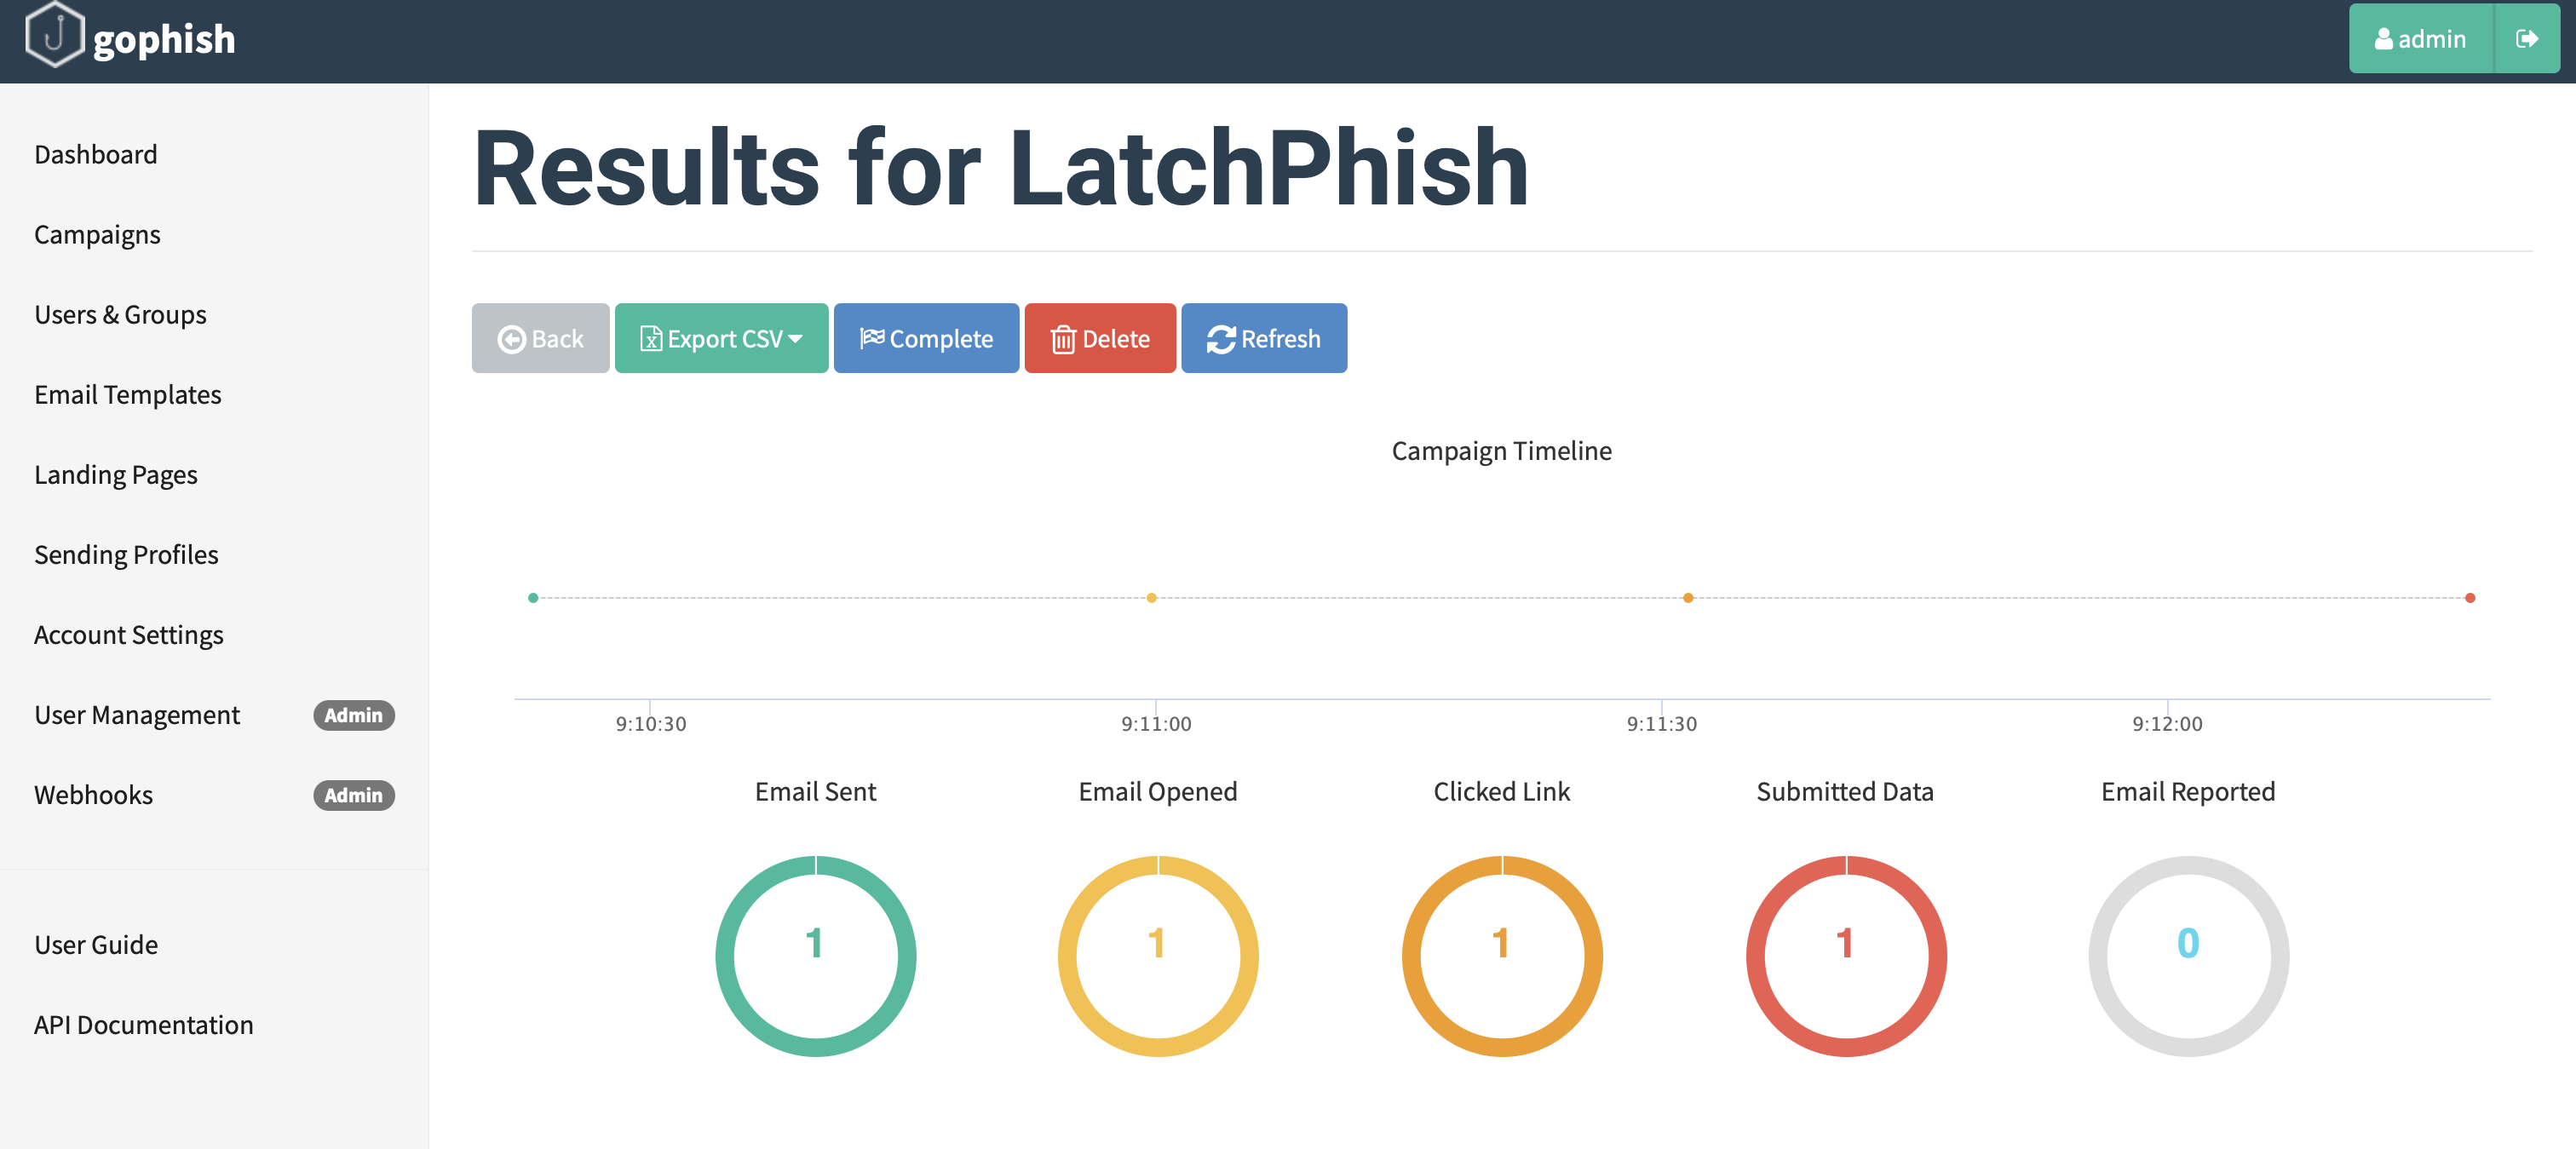 gophish
admin
Dashboard
Campaigns
Users & Groups
Email Templates
Landing Pages
Sending Profiles
Account Settings
User Management Admin
Webhooks Admin
User Guide
API Documentation
Results for LatchPhish
Back Export CSV Complete Delete Refresh
Campaign Timeline
9:10:30 9:11:00 9:11:30 9:12:00
Email Sent Email Opened Clicked Link Submitted Data Email Reported
1 1 1 1 0